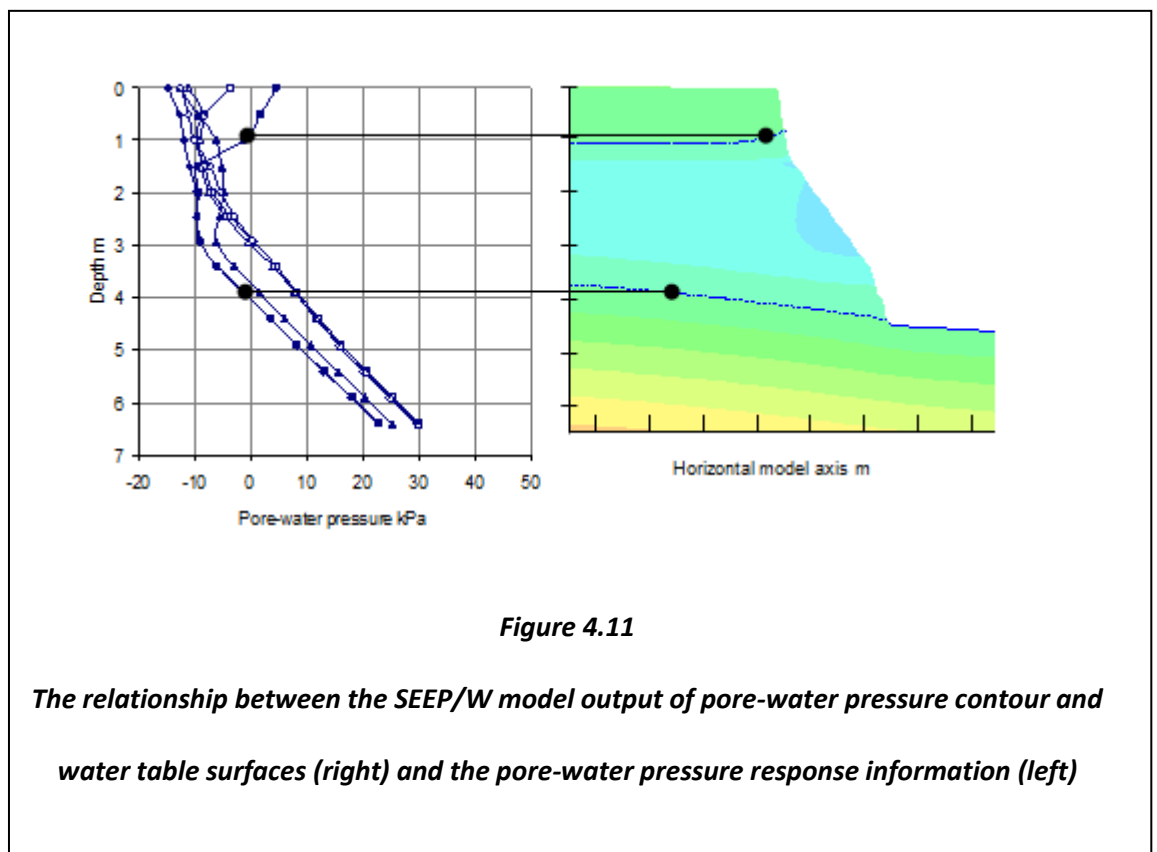 0
1
2
3
4
5
6
7
Depth m
-20 -10 0 10 20 30 40 50
Pore-water pressure kPa
Horizontal model axis m
Figure 4.11
The relationship between the SEEP/W model output of pore-water pressure contour and
water table surfaces (right) and the pore-water pressure response information (left)